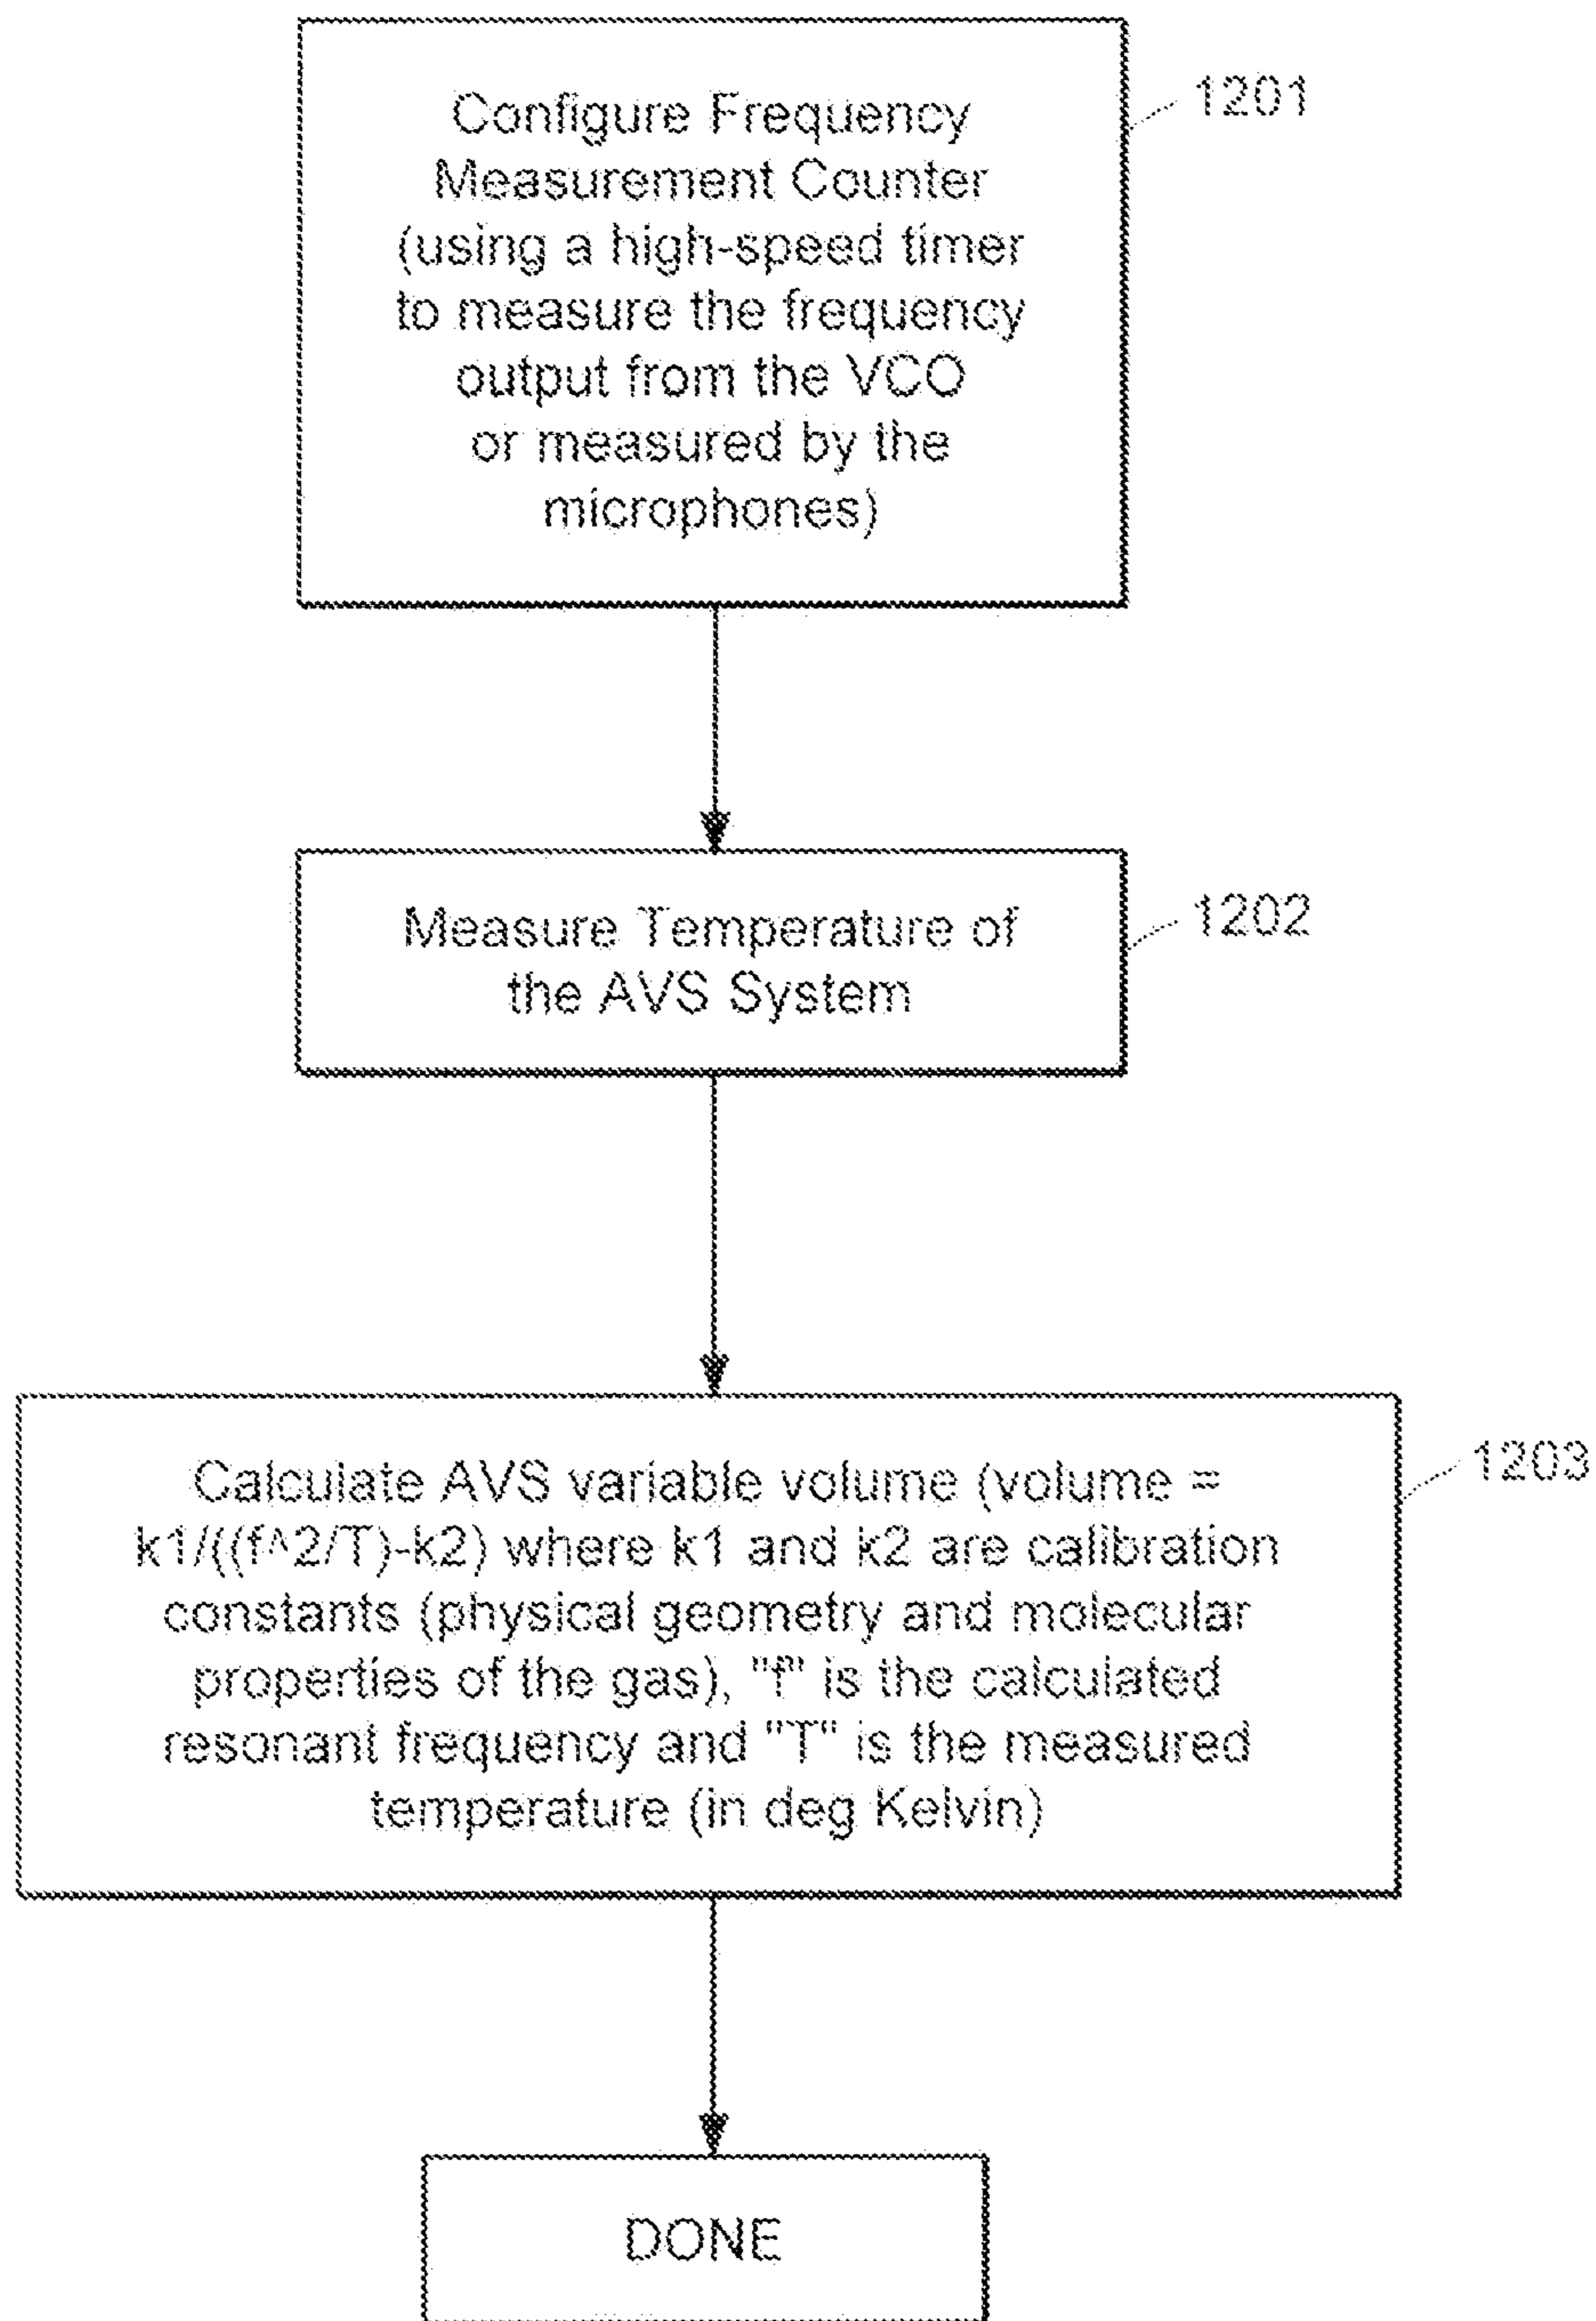 Configure Frequency
Measurement Counter
(using a high-speed timer
to measure the frequency
output from the VCO
or measured by the
microphones)
1201
Measure Temperature of
the AVS System
1202
Calculate AVS variable volume (volume =
k1/((f^2/T)-k2) where k1 and k2 are calibration
constants (physical geometry and molecular
properties of the gas), "f" is the calculated
resonant frequency and "T" is the measured
temperature (in deg Kelvin)
1203
DONE